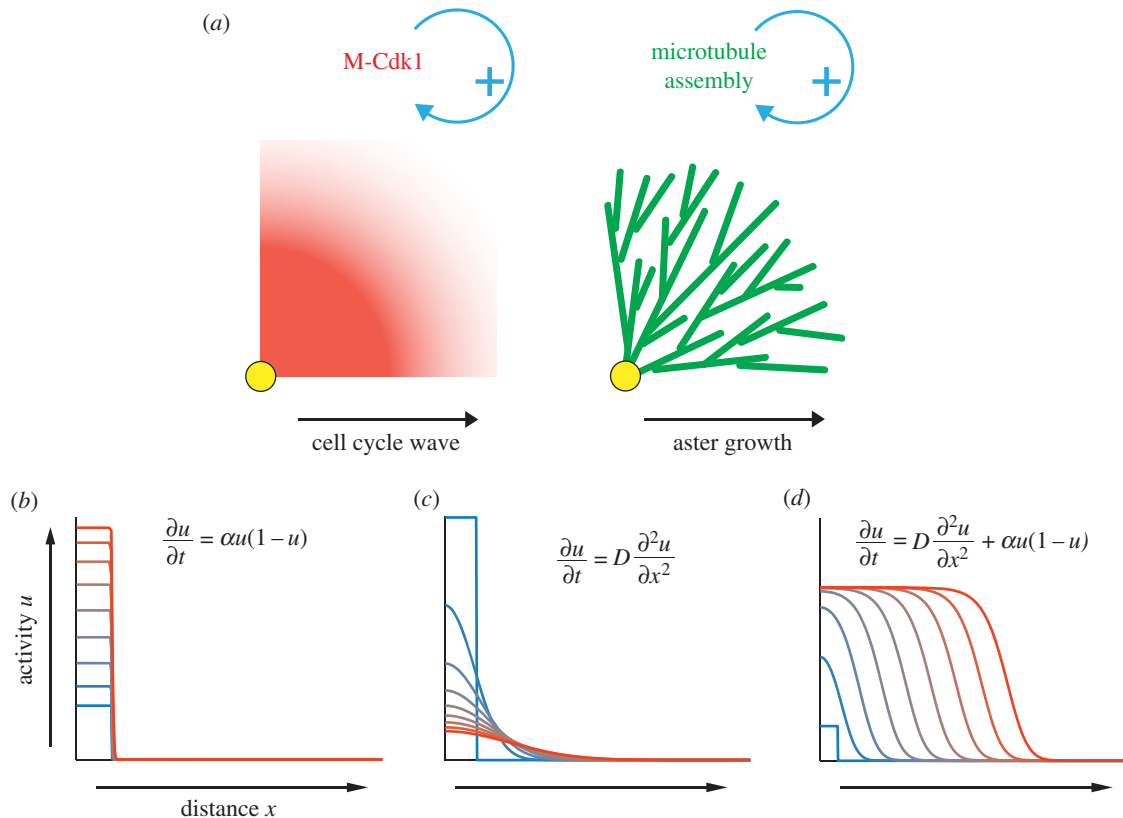 (a)
M-Cdk1
+
microtubule
assembly
+
cell cycle wave
aster growth
(b)
∂u/∂t = αu(1 – u)
activity u
distance x
(c)
∂u/∂t = D ∂²u/∂x²
(d)
∂u/∂t = D ∂²u/∂x² + αu(1 – u)